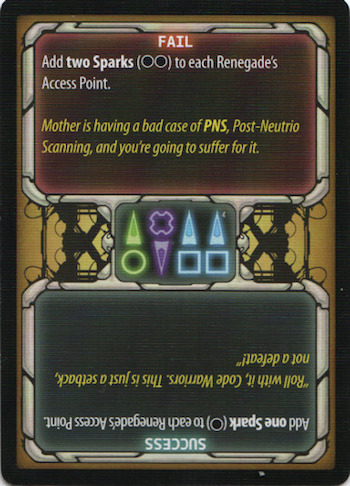 FAIL
Add two Sparks (○○) to each Renegade's
Access Point.
Mother is having a bad case of PNS, Post-Neutrio
Scanning, and you're going to suffer for it.
SUCCESS
Add one Spark (○) to each Renegade's Access Point.
"Roll with it, Code Warriors. This is just a setback,
not a defeat!"